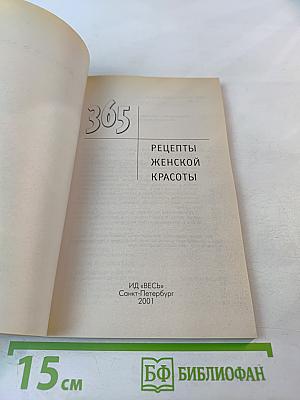 365
РЕЦЕПТЫ
ЖЕНСКОЙ
КРАСОТЫ
ИД «ВЕСЬ»
Санкт-Петербург
2001
15 см
БФ БИБЛИОФАН